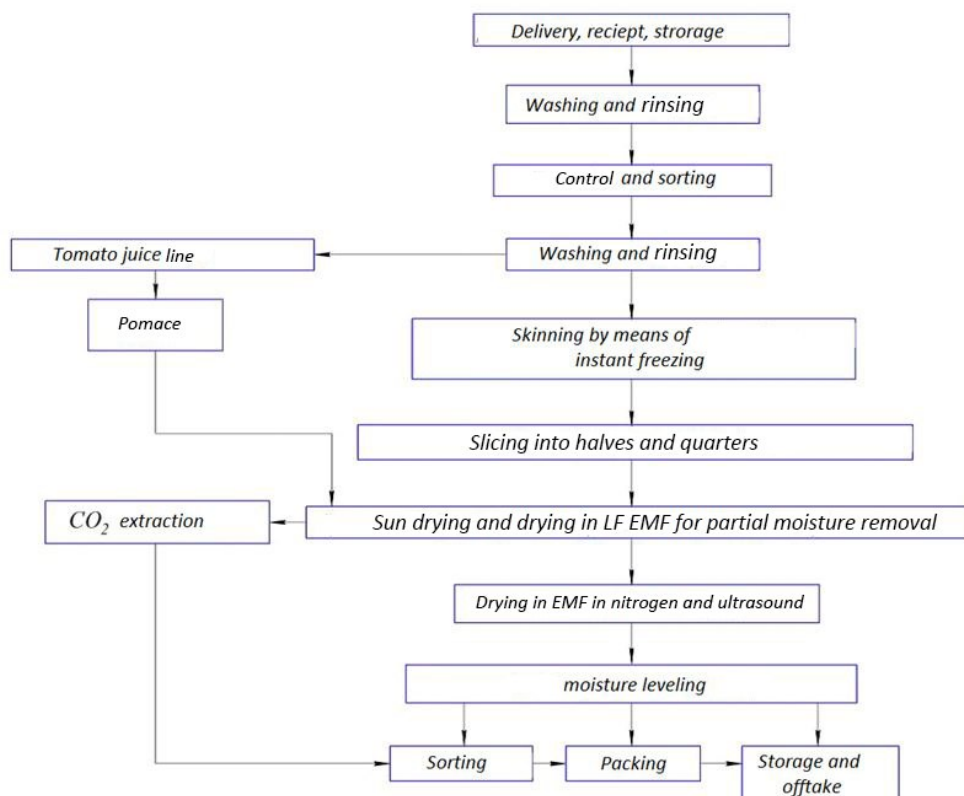 Delivery, reciept, strorage
Washing and rinsing
Control and sorting
Tomato juice line
Washing and rinsing
Pomace
Skinning by means of
instant freezing
Slicing into halves and quarters
CO₂ extraction
Sun drying and drying in LF EMF for partial moisture removal
Drying in EMF in nitrogen and ultrasound
moisture leveling
Sorting
Packing
Storage and
offtake